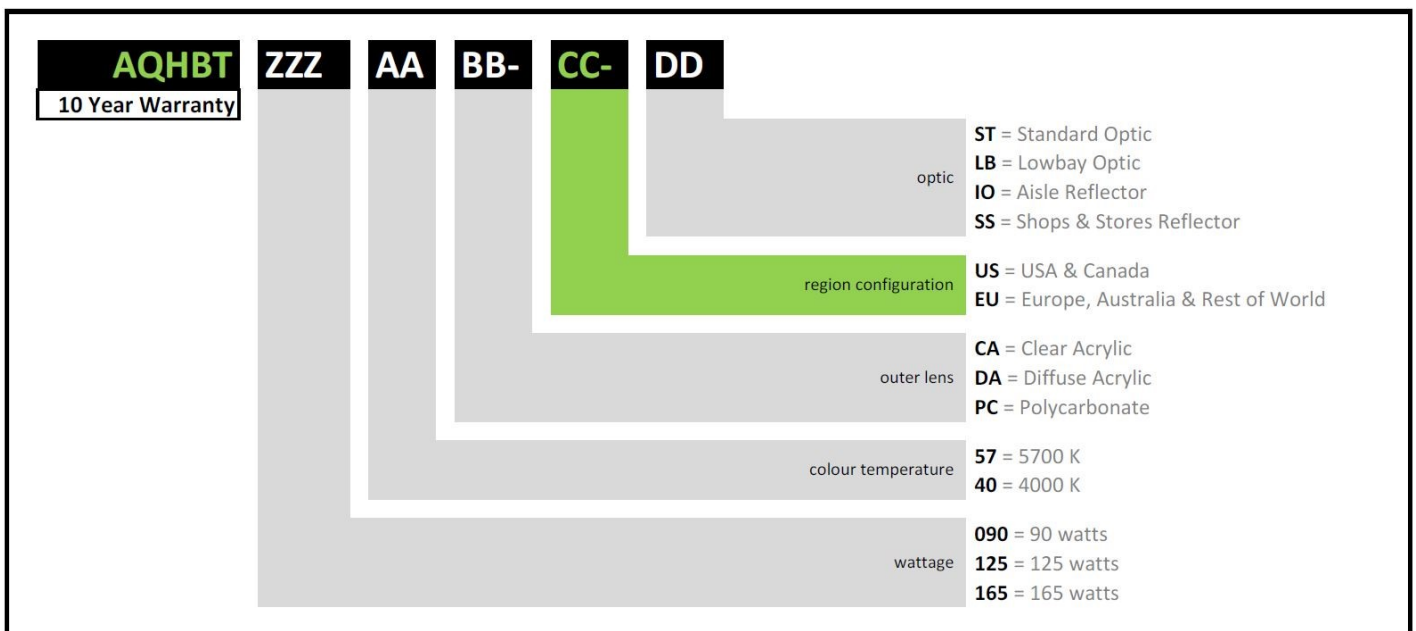 AQHBT ZZZ AA BB- CC- DD
10 Year Warranty
optic
ST = Standard Optic
LB = Lowbay Optic
IO = Aisle Reflector
SS = Shops & Stores Reflector
region configuration
US = USA & Canada
EU = Europe, Australia & Rest of World
outer lens
CA = Clear Acrylic
DA = Diffuse Acrylic
PC = Polycarbonate
colour temperature
57 = 5700 K
40 = 4000 K
wattage
090 = 90 watts
125 = 125 watts
165 = 165 watts